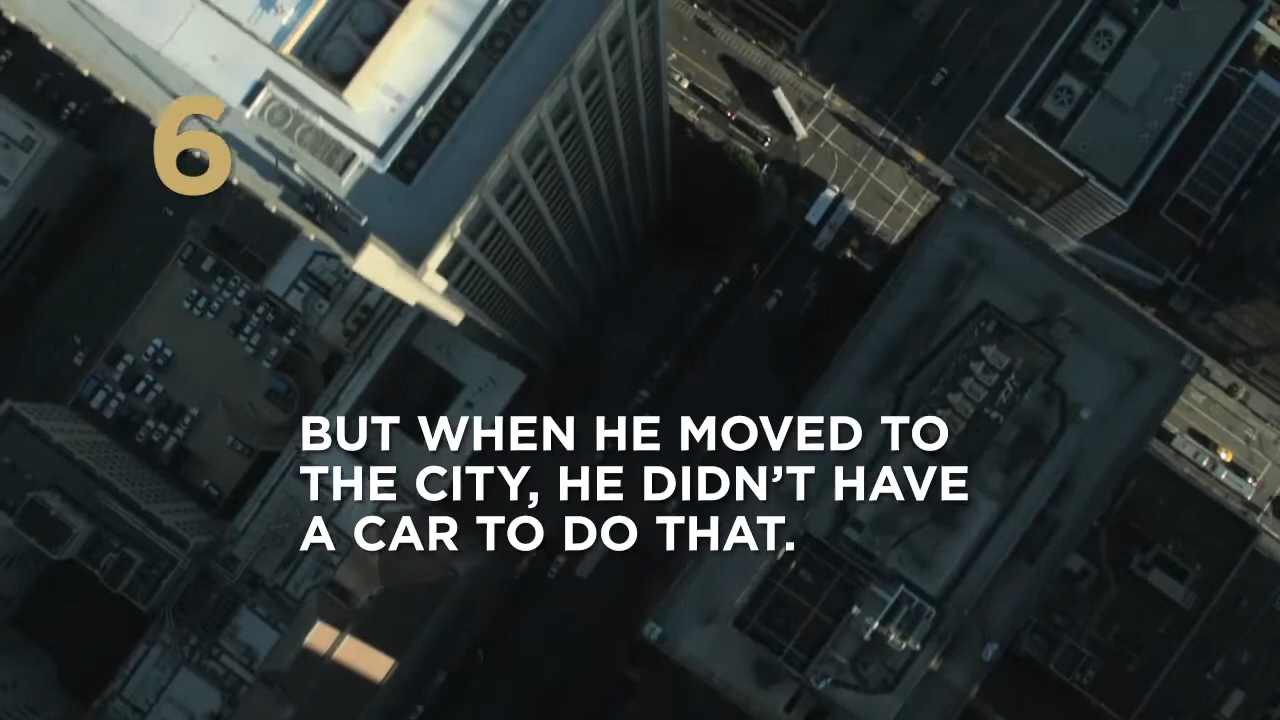 6
BUT WHEN HE MOVED TO
THE CITY, HE DIDN’T HAVE
A CAR TO DO THAT.